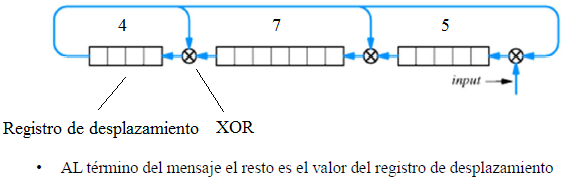 4 7 5
input
Registro de desplazamiento XOR
• AL término del mensaje el resto es el valor del registro de desplazamiento